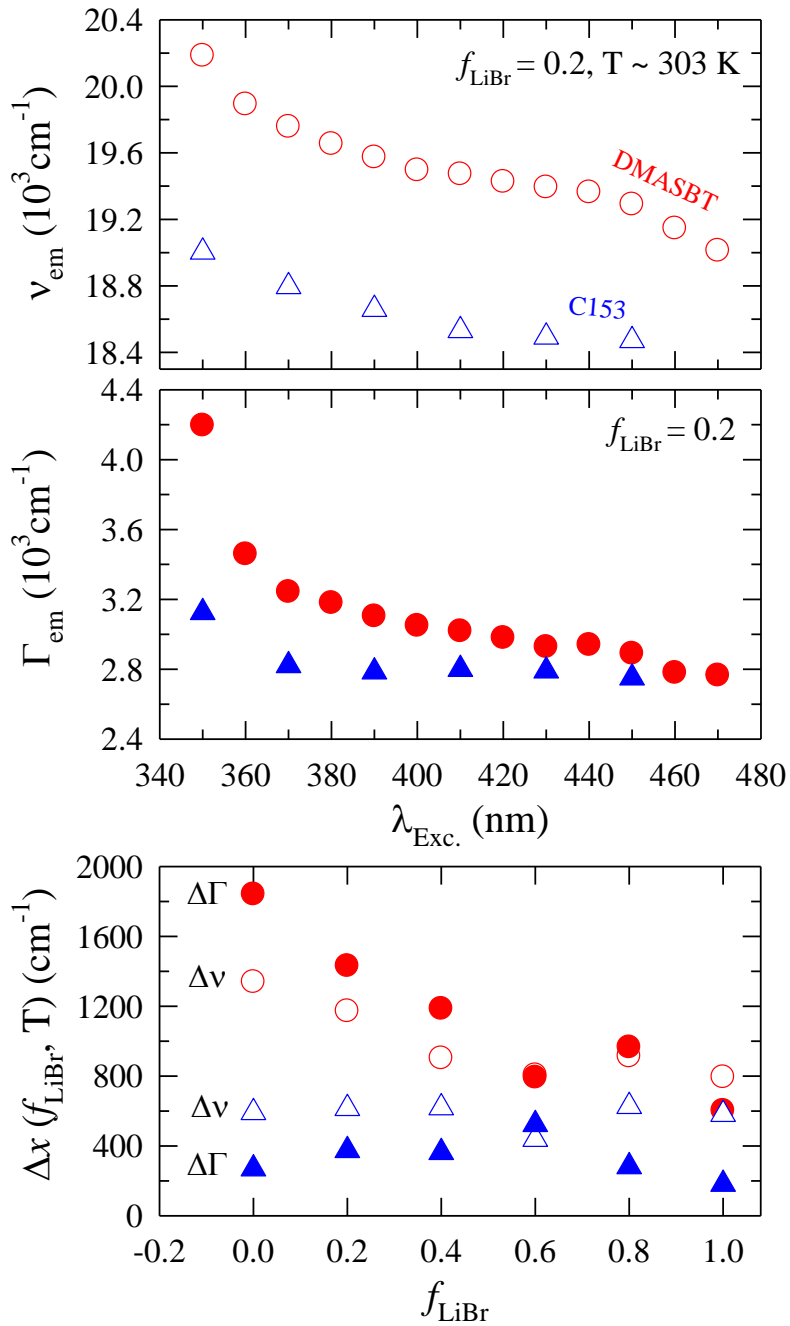 20.4
20.0
19.6
19.2
18.8
18.4
ν_em (10^3cm^-1)
f_LiBr = 0.2, T ~ 303 K
DMASBT
C153
4.4
4.0
3.6
3.2
2.8
2.4
Γ_em (10^3cm^-1)
f_LiBr = 0.2
340 360 380 400 420 440 460 480
λ_Exc. (nm)
2000
1600
1200
800
400
0
Δx (f_LiBr, T) (cm^-1)
ΔΓ
Δν
Δν
ΔΓ
-0.2 0.0 0.2 0.4 0.6 0.8 1.0
f_LiBr